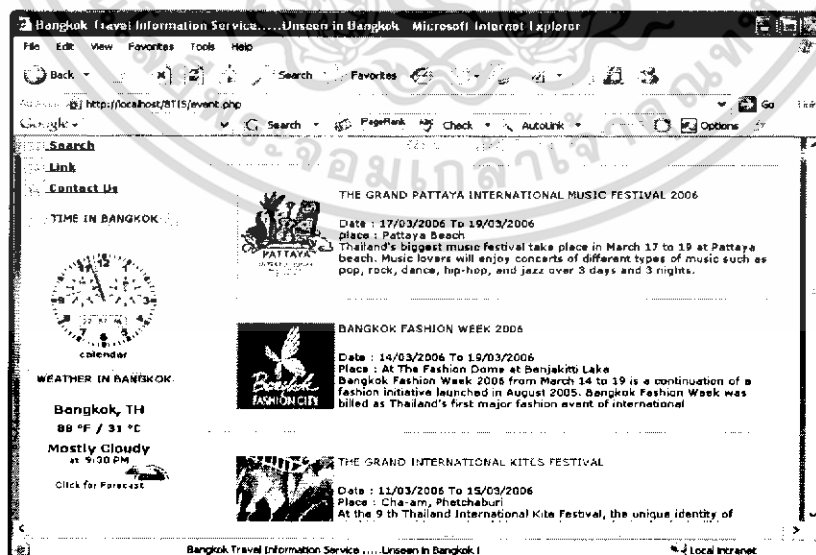 Bangkok Travel Information Service.....Unseen in Bangkok - Microsoft Internet Explorer
File Edit View Favorites Tools Help
Back Search Favorites
http://localhost/BTIS/event.php Go
Google Search PageRank Check AutoLink Options
Search
Link
Contact Us
TIME IN BANGKOK
calendar
WEATHER IN BANGKOK
Bangkok, TH
88 °F / 31 °C
Mostly Cloudy
at 9:30 PM
Click for Forecast
PATTAYA
THE GRAND PATTAYA INTERNATIONAL MUSIC FESTIVAL 2006
Date : 17/03/2006 To 19/03/2006
place : Pattaya Beach
Thailand's biggest music festival take place in March 17 to 19 at Pattaya
beach. Music lovers will enjoy concerts of different types of music such as
pop, rock, dance, hip-hop, and jazz over 3 days and 3 nights.
Bangkok
FASHION CITY
BANGKOK FASHION WEEK 2006
Date : 14/03/2006 To 19/03/2006
Place : At The Fashion Dome at Benjakitti Lake
Bangkok Fashion Week 2006 from March 14 to 19 is a continuation of a
fashion initiative launched in August 2005. Bangkok Fashion Week was
billed as Thailand's first major fashion event of international
THE GRAND INTERNATIONAL KITES FESTIVAL
Date : 11/03/2006 To 15/03/2006
Place : Cha-am, Phetchaburi
At the 9 th Thailand International Kite Festival, the unique identity of
Bangkok Travel Information Service .....Unseen in Bangkok | Local intranet